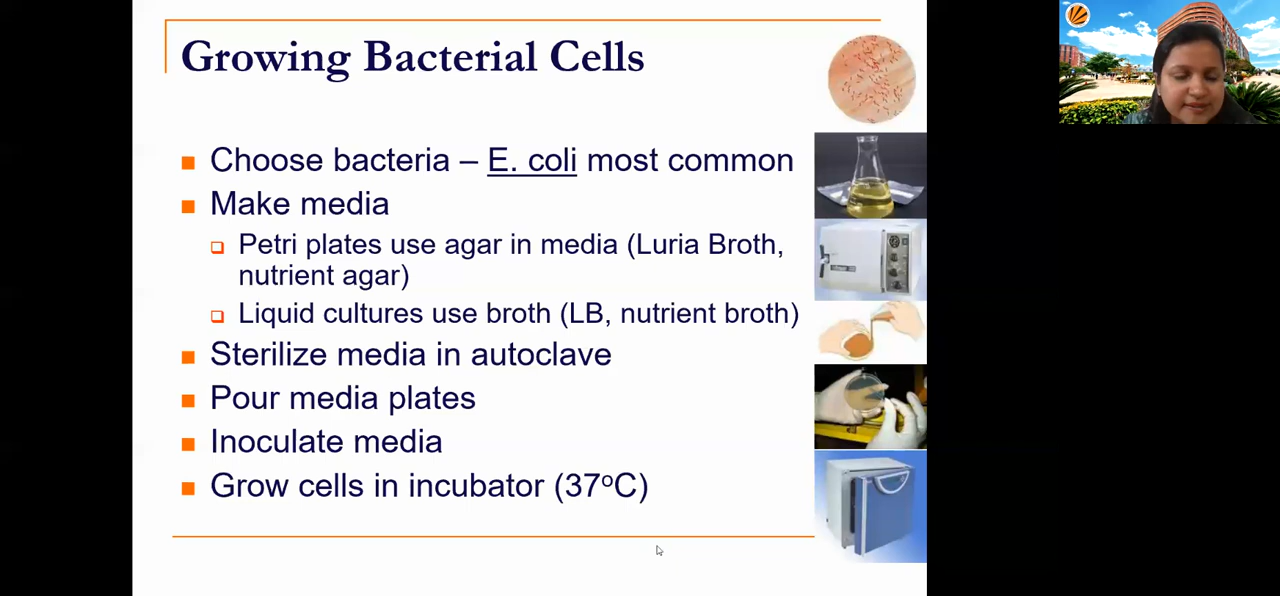 Growing Bacterial Cells
Choose bacteria – E. coli most common
Make media
Petri plates use agar in media (Luria Broth,
nutrient agar)
Liquid cultures use broth (LB, nutrient broth)
Sterilize media in autoclave
Pour media plates
Inoculate media
Grow cells in incubator (37°C)